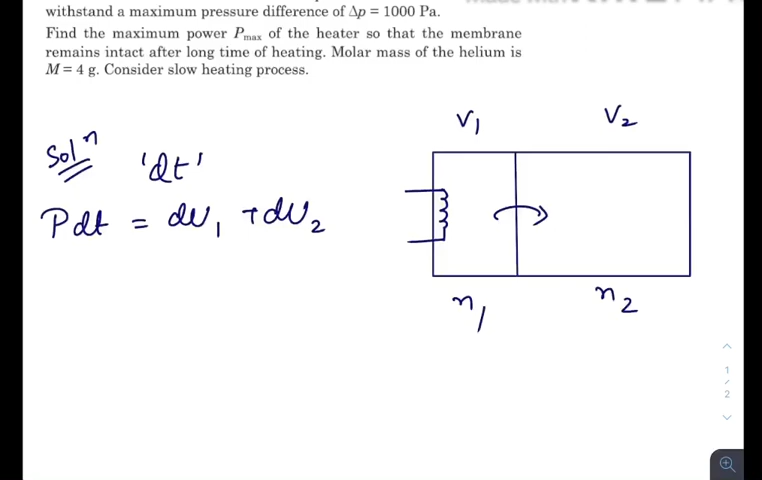 withstand a maximum pressure difference of Δp = 1000 Pa.
Find the maximum power Pmax of the heater so that the membrane
remains intact after long time of heating. Molar mass of the helium is
M = 4 g. Consider slow heating process.
V1
V2
Solⁿ
'dt'
Pdt = dU1 + dU2
n1
n2
1
/
2